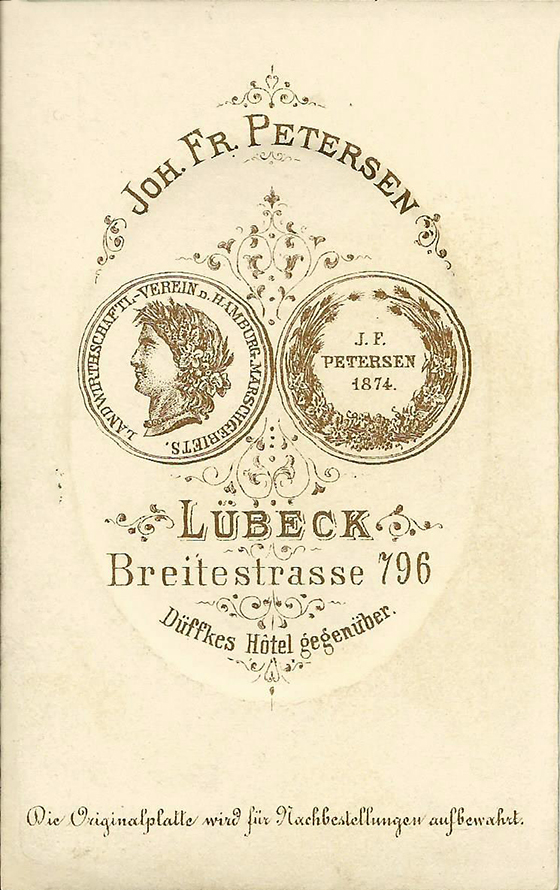 JOH. FR. PETERSEN
LANDWIRTHSCHAFTL.-VEREIN D. HAMBURG-MARSCHGEBIETS.
J. F.
PETERSEN
1874.
LÜBECK
Breitestrasse 796
Düffkes Hôtel gegenüber.
Die Originalplatte wird für Nachbestellungen aufbewahrt.